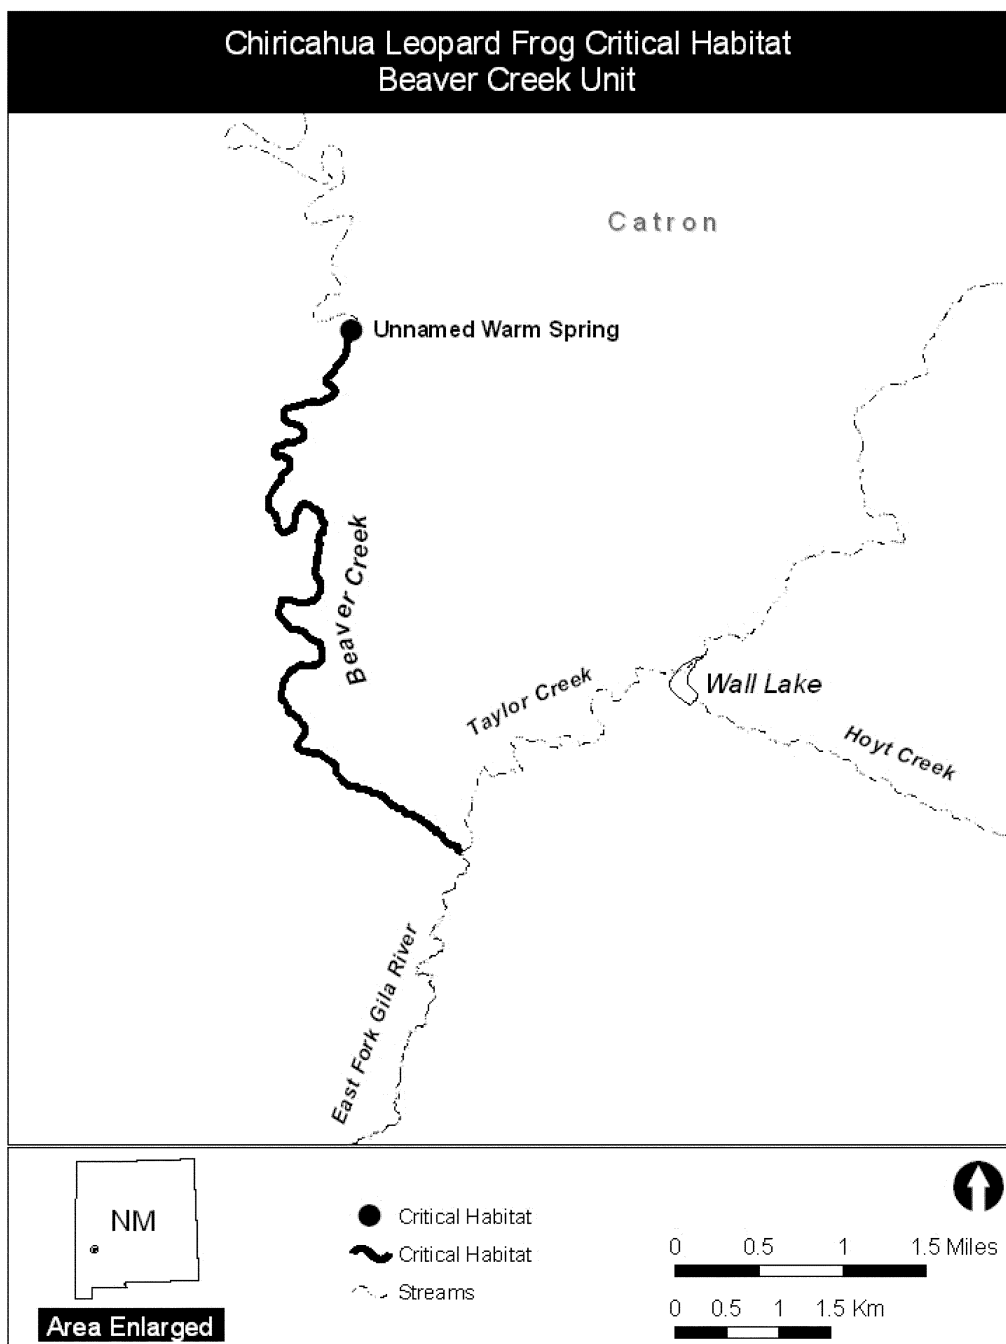 Chiricahua Leopard Frog Critical Habitat
Beaver Creek Unit
Catron
Unnamed Warm Spring
Beaver Creek
Taylor Creek
Wall Lake
Hoyt Creek
East Fork Gila River
NM
Area Enlarged
Critical Habitat
Critical Habitat
Streams
0 0.5 1 1.5 Miles
0 0.5 1 1.5 Km